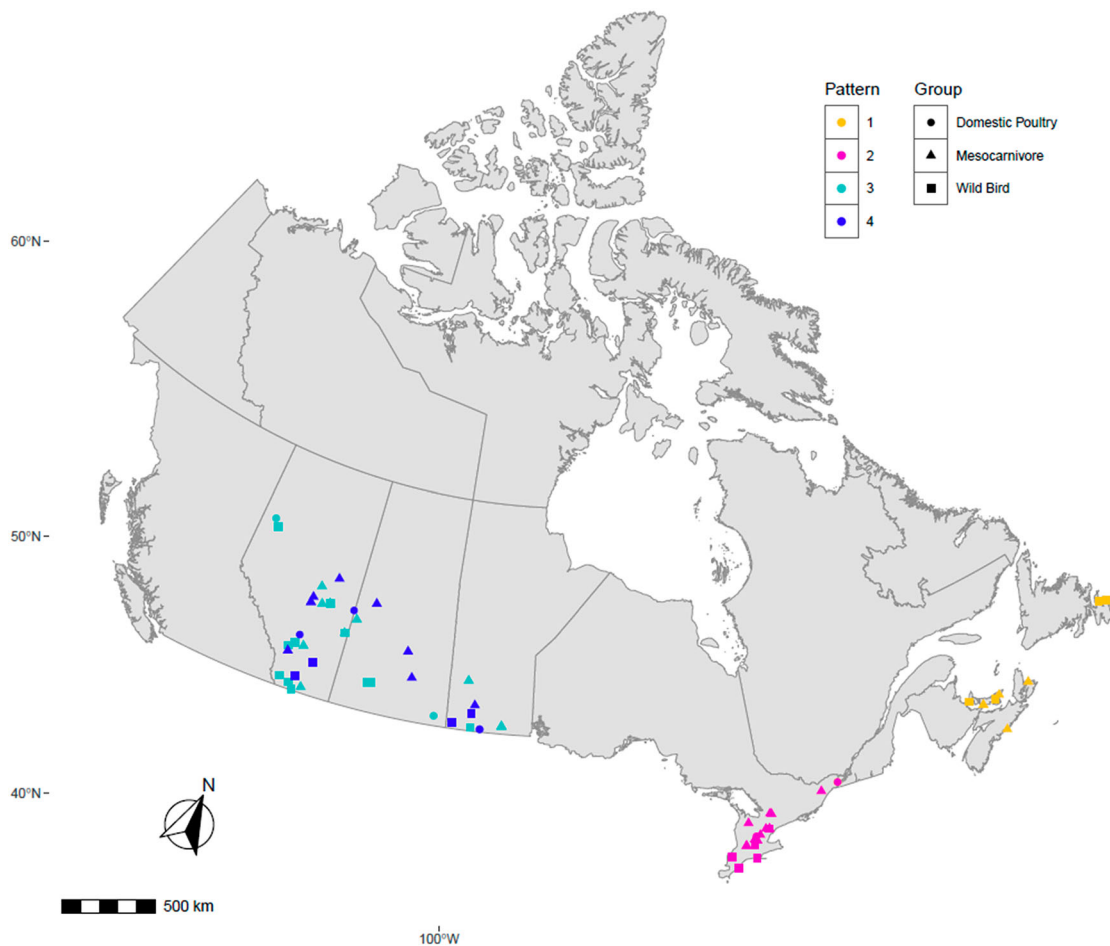 Pattern
1
2
3
4
Group
Domestic Poultry
Mesocarnivore
Wild Bird
60°N
50°N
40°N
N
500 km
100°W